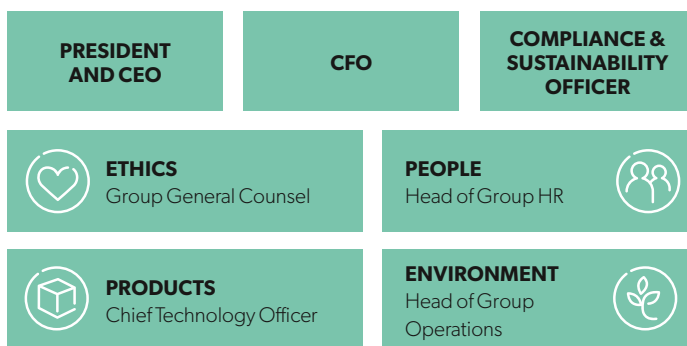 PRESIDENT
AND CEO
CFO
COMPLIANCE &
SUSTAINABILITY
OFFICER
ETHICS
Group General Counsel
PEOPLE
Head of Group HR
PRODUCTS
Chief Technology Officer
ENVIRONMENT
Head of Group
Operations